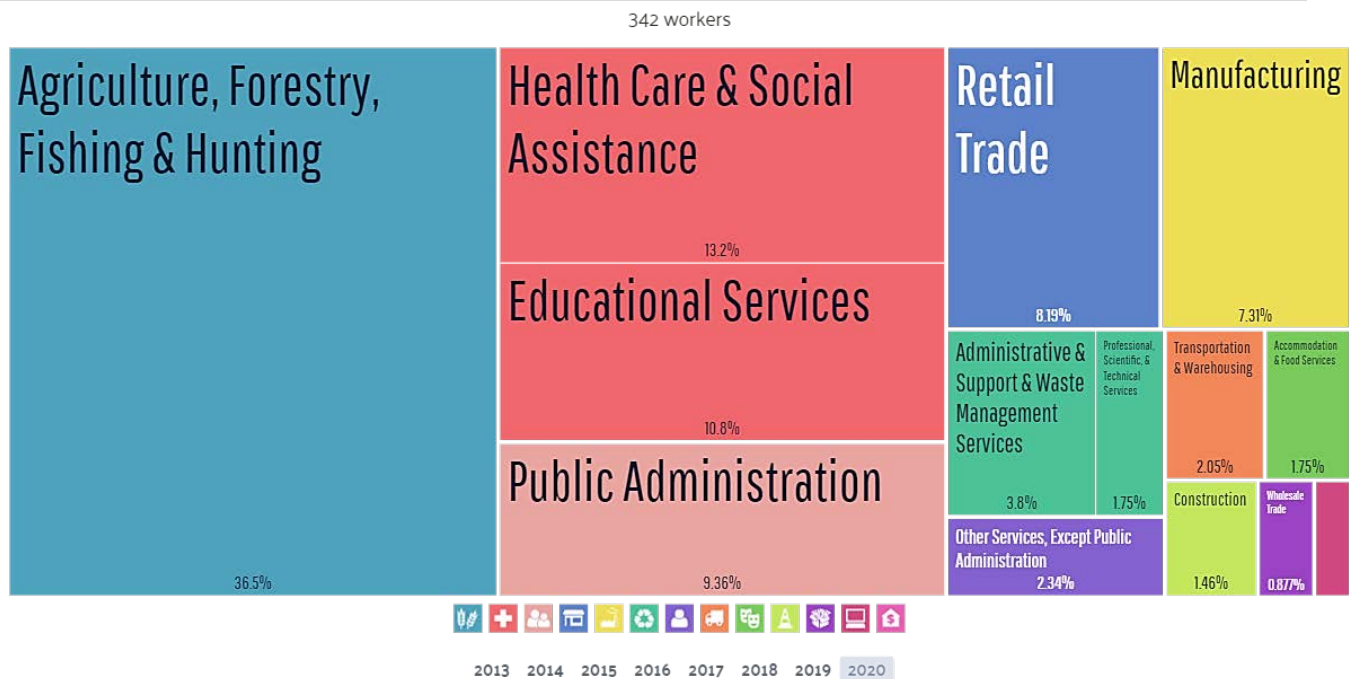 342 workers
Agriculture, Forestry,
Fishing & Hunting
36.5%
Health Care & Social
Assistance
13.2%
Educational Services
10.8%
Public Administration
9.36%
Retail
Trade
8.19%
Manufacturing
7.31%
Administrative &
Support & Waste
Management
Services
3.8%
Professional,
Scientific, &
Technical
Services
1.75%
Other Services, Except Public
Administration
2.34%
Transportation
& Warehousing
2.05%
Accommodation
& Food Services
1.75%
Construction
1.46%
Wholesale
Trade
0.877%
2013 2014 2015 2016 2017 2018 2019 2020